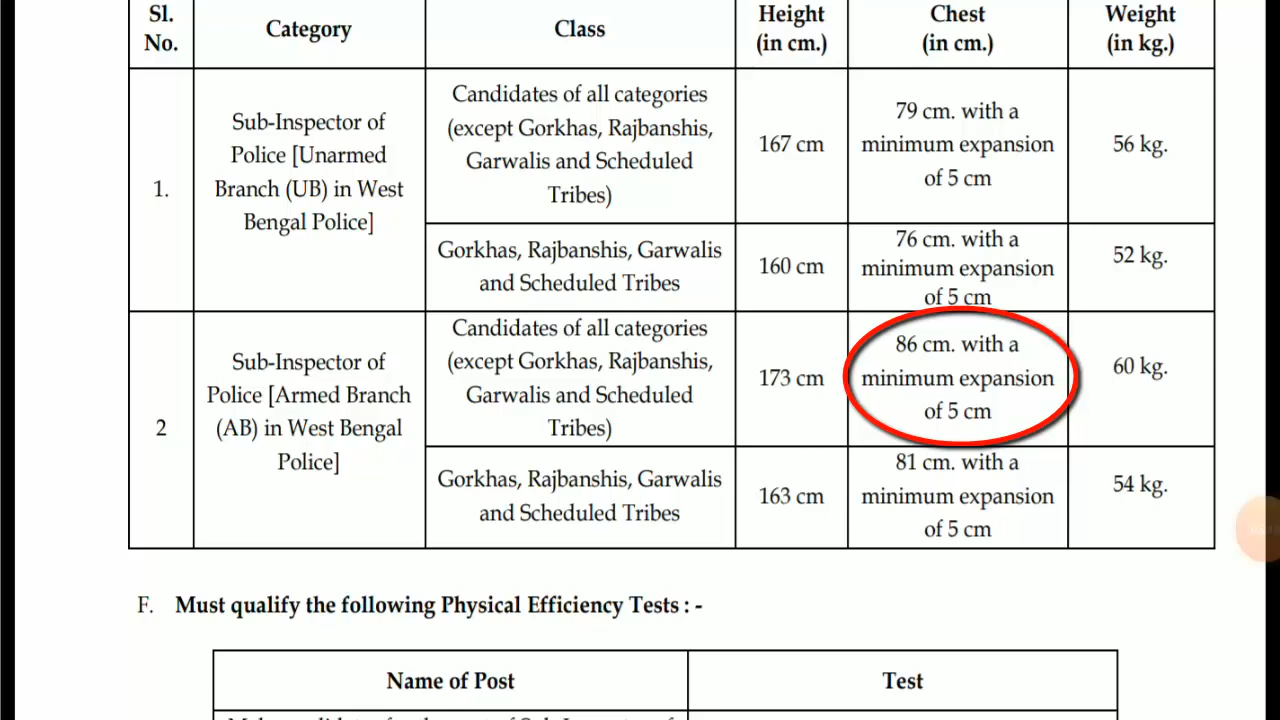 Sl. No.
Category
Class
Height (in cm.)
Chest (in cm.)
Weight (in kg.)
1.
Sub-Inspector of
Police [Unarmed
Branch (UB) in West
Bengal Police]
Candidates of all categories
(except Gorkhas, Rajbanshis,
Garwalis and Scheduled
Tribes)
167 cm
79 cm. with a
minimum expansion
of 5 cm
56 kg.
Gorkhas, Rajbanshis, Garwalis
and Scheduled Tribes
160 cm
76 cm. with a
minimum expansion
of 5 cm
52 kg.
2
Sub-Inspector of
Police [Armed Branch
(AB) in West Bengal
Police]
Candidates of all categories
(except Gorkhas, Rajbanshis,
Garwalis and Scheduled
Tribes)
173 cm
86 cm. with a
minimum expansion
of 5 cm
60 kg.
Gorkhas, Rajbanshis, Garwalis
and Scheduled Tribes
163 cm
81 cm. with a
minimum expansion
of 5 cm
54 kg.
F. Must qualify the following Physical Efficiency Tests : -
Name of Post
Test